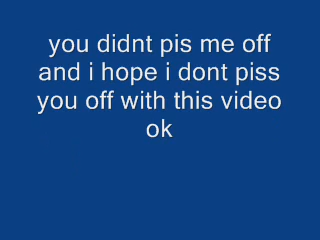 you didnt pis me off
and i hope i dont piss
you off with this video
ok